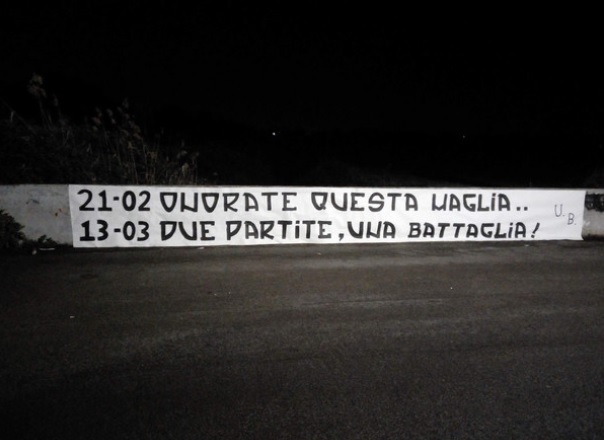 21-02 ONORATE QUESTA MAGLiA..
13-03 DUE PARTiTE, UNA BATTAGLiA!
U.B.